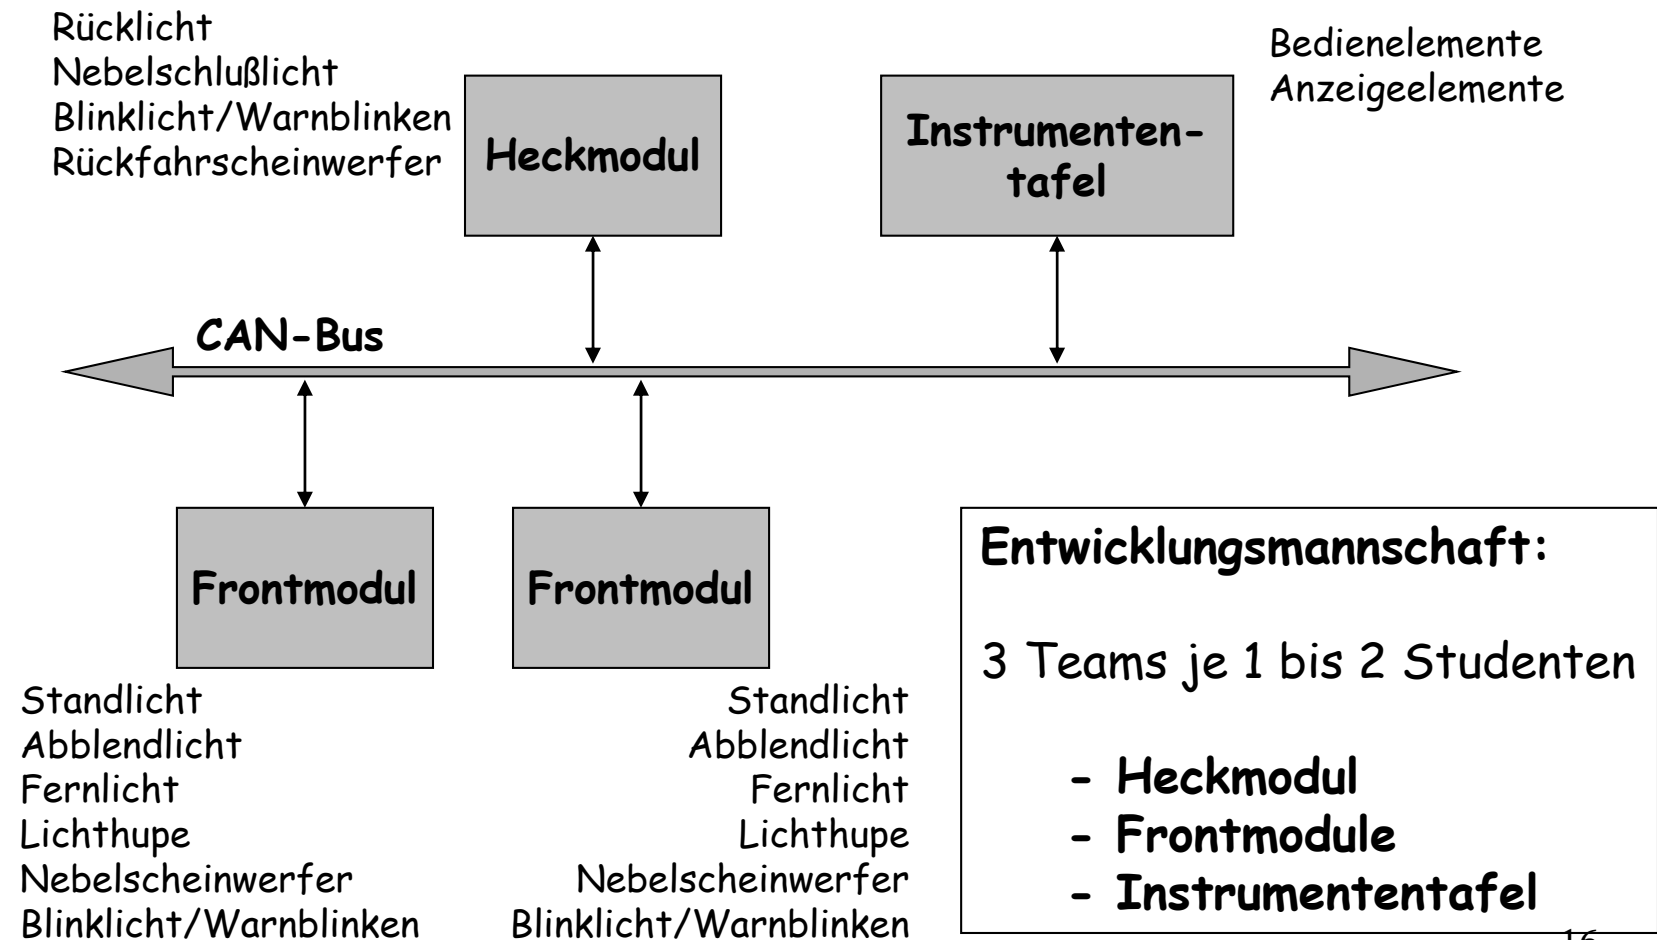 Rücklicht
Nebelschlußlicht
Blinklicht/Warnblinken
Rückfahrscheinwerfer
Heckmodul
Instrumenten-
tafel
Bedienelemente
Anzeigeelemente
CAN-Bus
Frontmodul
Standlicht
Abblendlicht
Fernlicht
Lichthupe
Nebelscheinwerfer
Blinklicht/Warnblinken
Frontmodul
Standlicht
Abblendlicht
Fernlicht
Lichthupe
Nebelscheinwerfer
Blinklicht/Warnblinken
Entwicklungsmannschaft:
3 Teams je 1 bis 2 Studenten
- Heckmodul
- Frontmodule
- Instrumententafel